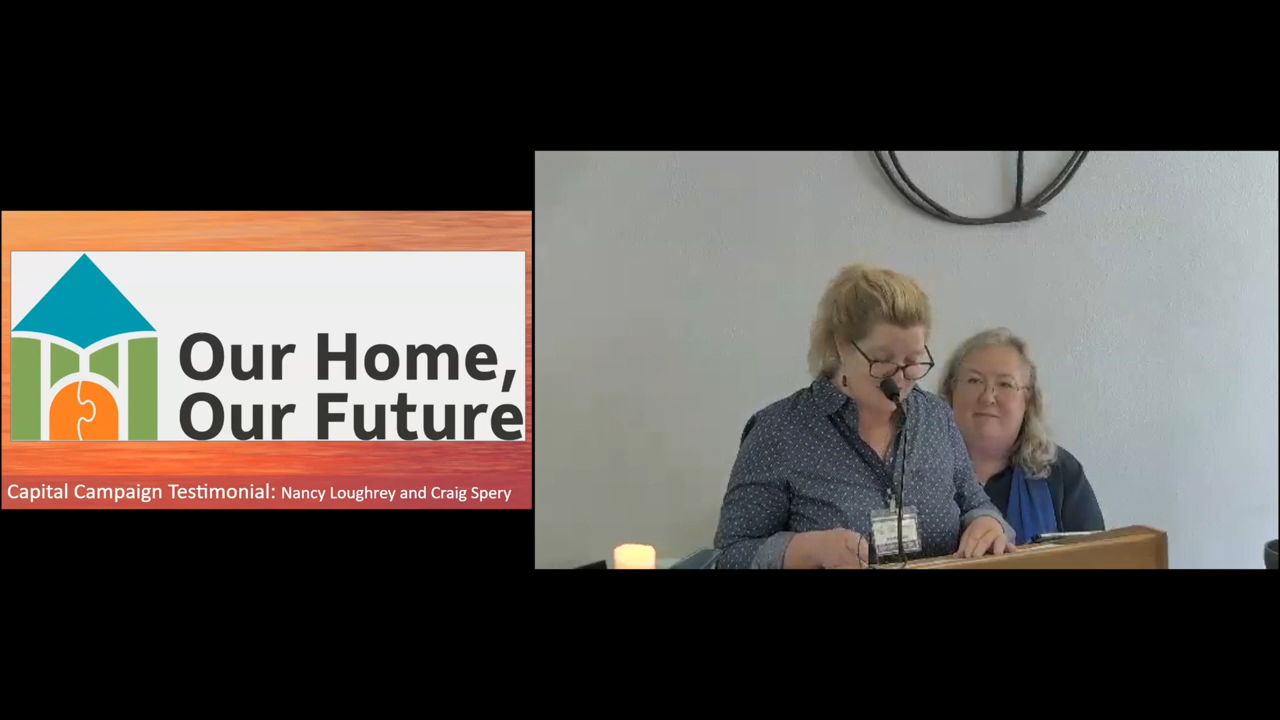 Our Home,
Our Future
Capital Campaign Testimonial: Nancy Loughrey and Craig Spery